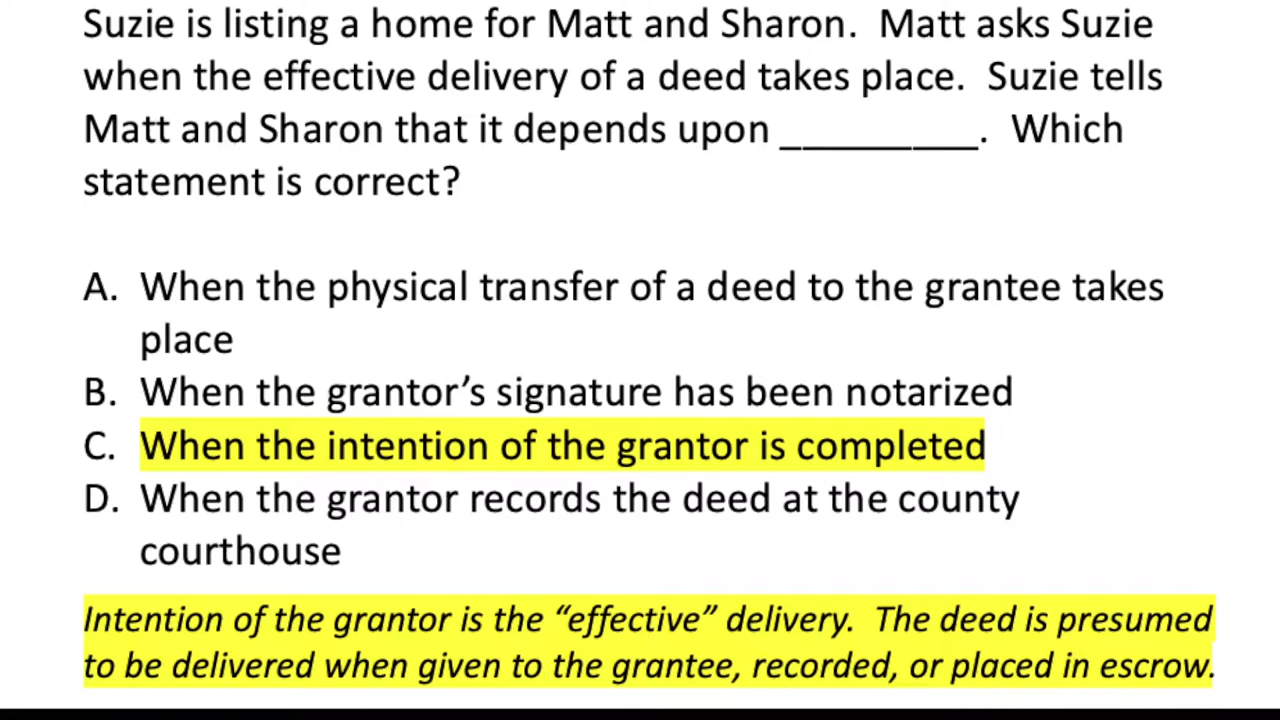 Suzie is listing a home for Matt and Sharon. Matt asks Suzie
when the effective delivery of a deed takes place. Suzie tells
Matt and Sharon that it depends upon __________. Which
statement is correct?
A. When the physical transfer of a deed to the grantee takes
place
B. When the grantor’s signature has been notarized
C. When the intention of the grantor is completed
D. When the grantor records the deed at the county
courthouse
Intention of the grantor is the “effective” delivery. The deed is presumed
to be delivered when given to the grantee, recorded, or placed in escrow.